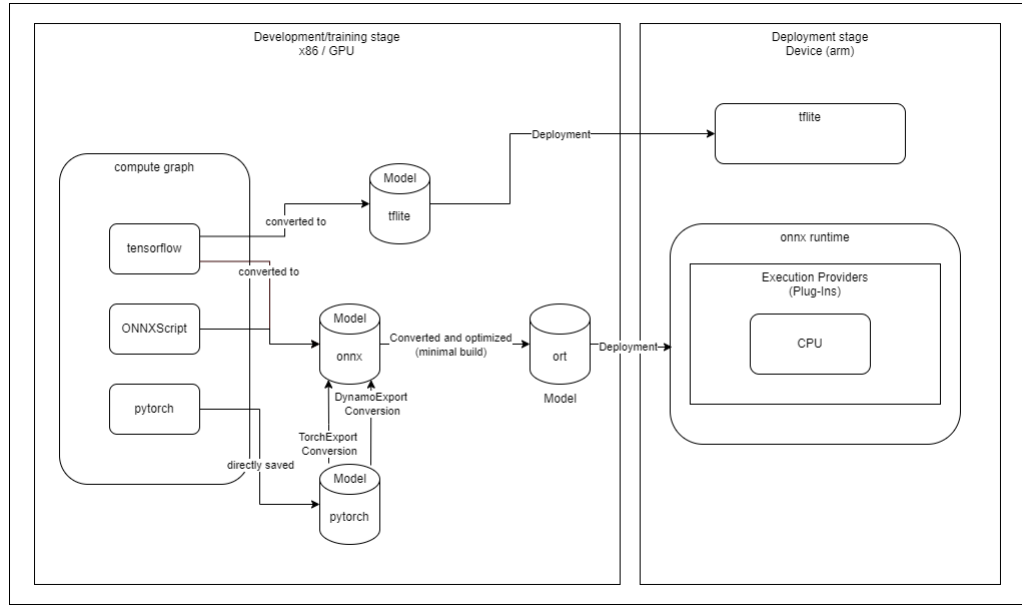 Development/training stage
x86 / GPU
Deployment stage
Device (arm)
compute graph
tensorflow
ONNXScript
pytorch
converted to
converted to
directly saved
Model
tflite
Deployment
tflite
Model
onnx
Converted and optimized
(minimal build)
ort
Model
Deployment
DynamoExport
Conversion
TorchExport
Conversion
Model
pytorch
onnx runtime
Execution Providers
(Plug-Ins)
CPU